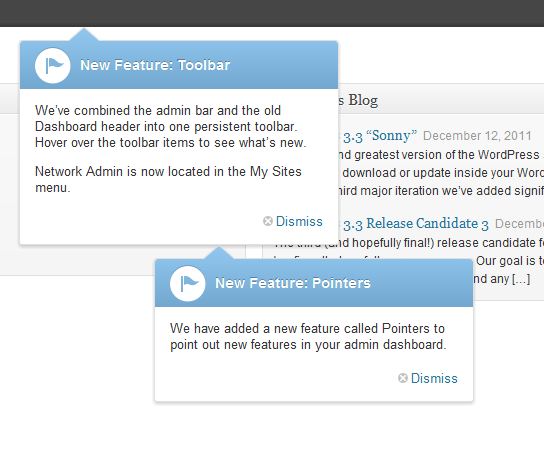 New Feature: Toolbar
We've combined the admin bar and the old
Dashboard header into one persistent toolbar.
Hover over the toolbar items to see what's new.
Network Admin is now located in the My Sites
menu.
Dismiss
s Blog
3.3 “Sonny” December 12, 2011
nd greatest version of the WordPress
download or update inside your
hird major iteration we've added
3.3 Release Candidate 3
The third (and hopefully final!) release candidate
Our goal is
nd any […]
New Feature: Pointers
We have added a new feature called Pointers to
point out new features in your admin dashboard.
Dismiss